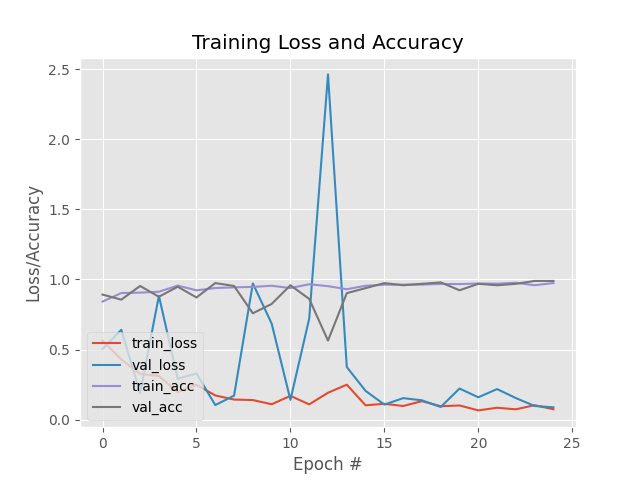 Training Loss and Accuracy
2.5
2.0
1.5
1.0
0.5
0.0
Loss/Accuracy
train_loss
val_loss
train_acc
val_acc
0 5 10 15 20 25
Epoch #